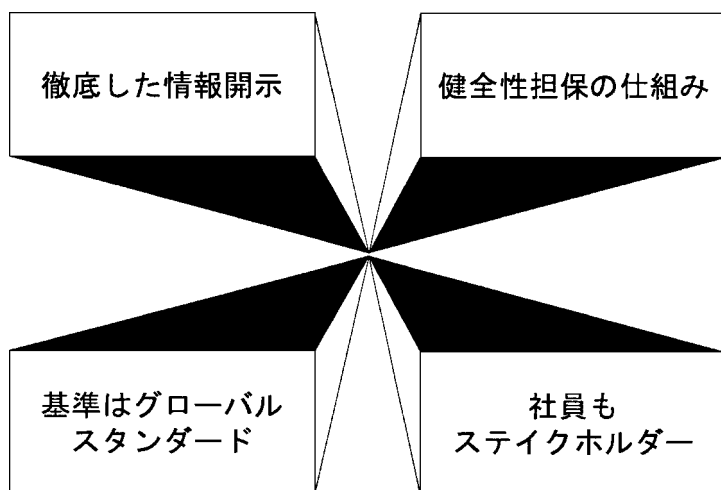 徹底した情報開示
健全性担保の仕組み
基準はグローバル
スタンダード
社員も
ステイクホルダー